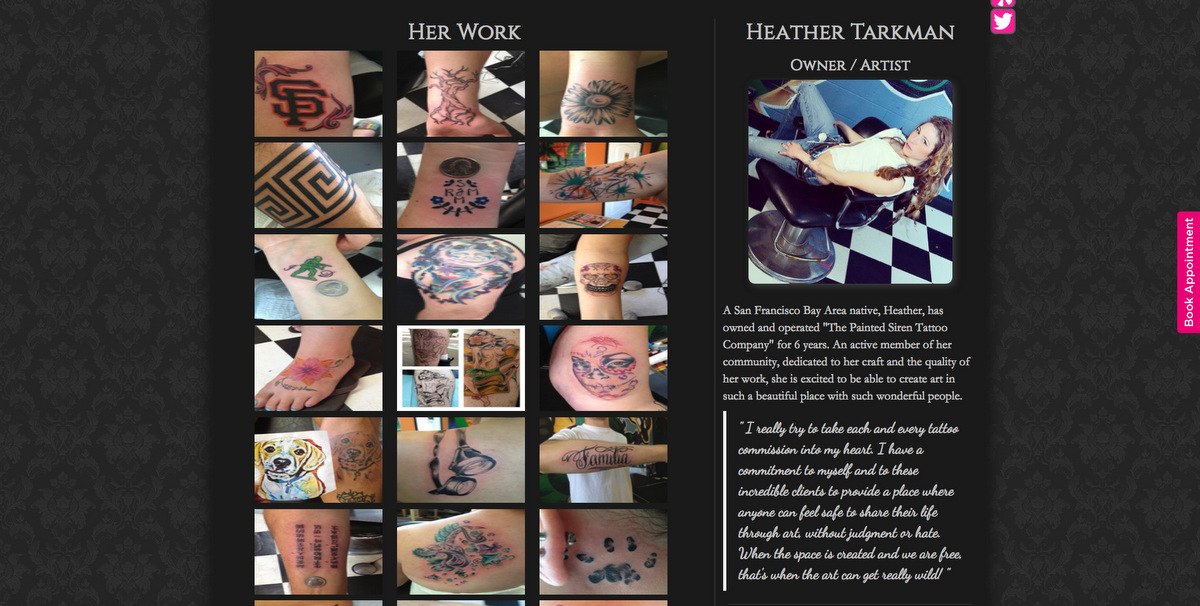 Her Work
SF
Familia
Heather Tarkman
Owner / Artist
A San Francisco Bay Area native, Heather, has
owned and operated "The Painted Siren Tattoo
Company" for 6 years. An active member of her
community, dedicated to her craft and the quality of
her work, she is excited to be able to create art in
such a beautiful place with such wonderful people.
" I really try to take each and every tattoo
commission into my heart. I have a
commitment to myself and to these
incredible clients to provide a place where
anyone can feel safe to share their life
through art, without judgment or hate.
When the space is created and we are free,
that's when the art can get really wild! "
Book Appointment